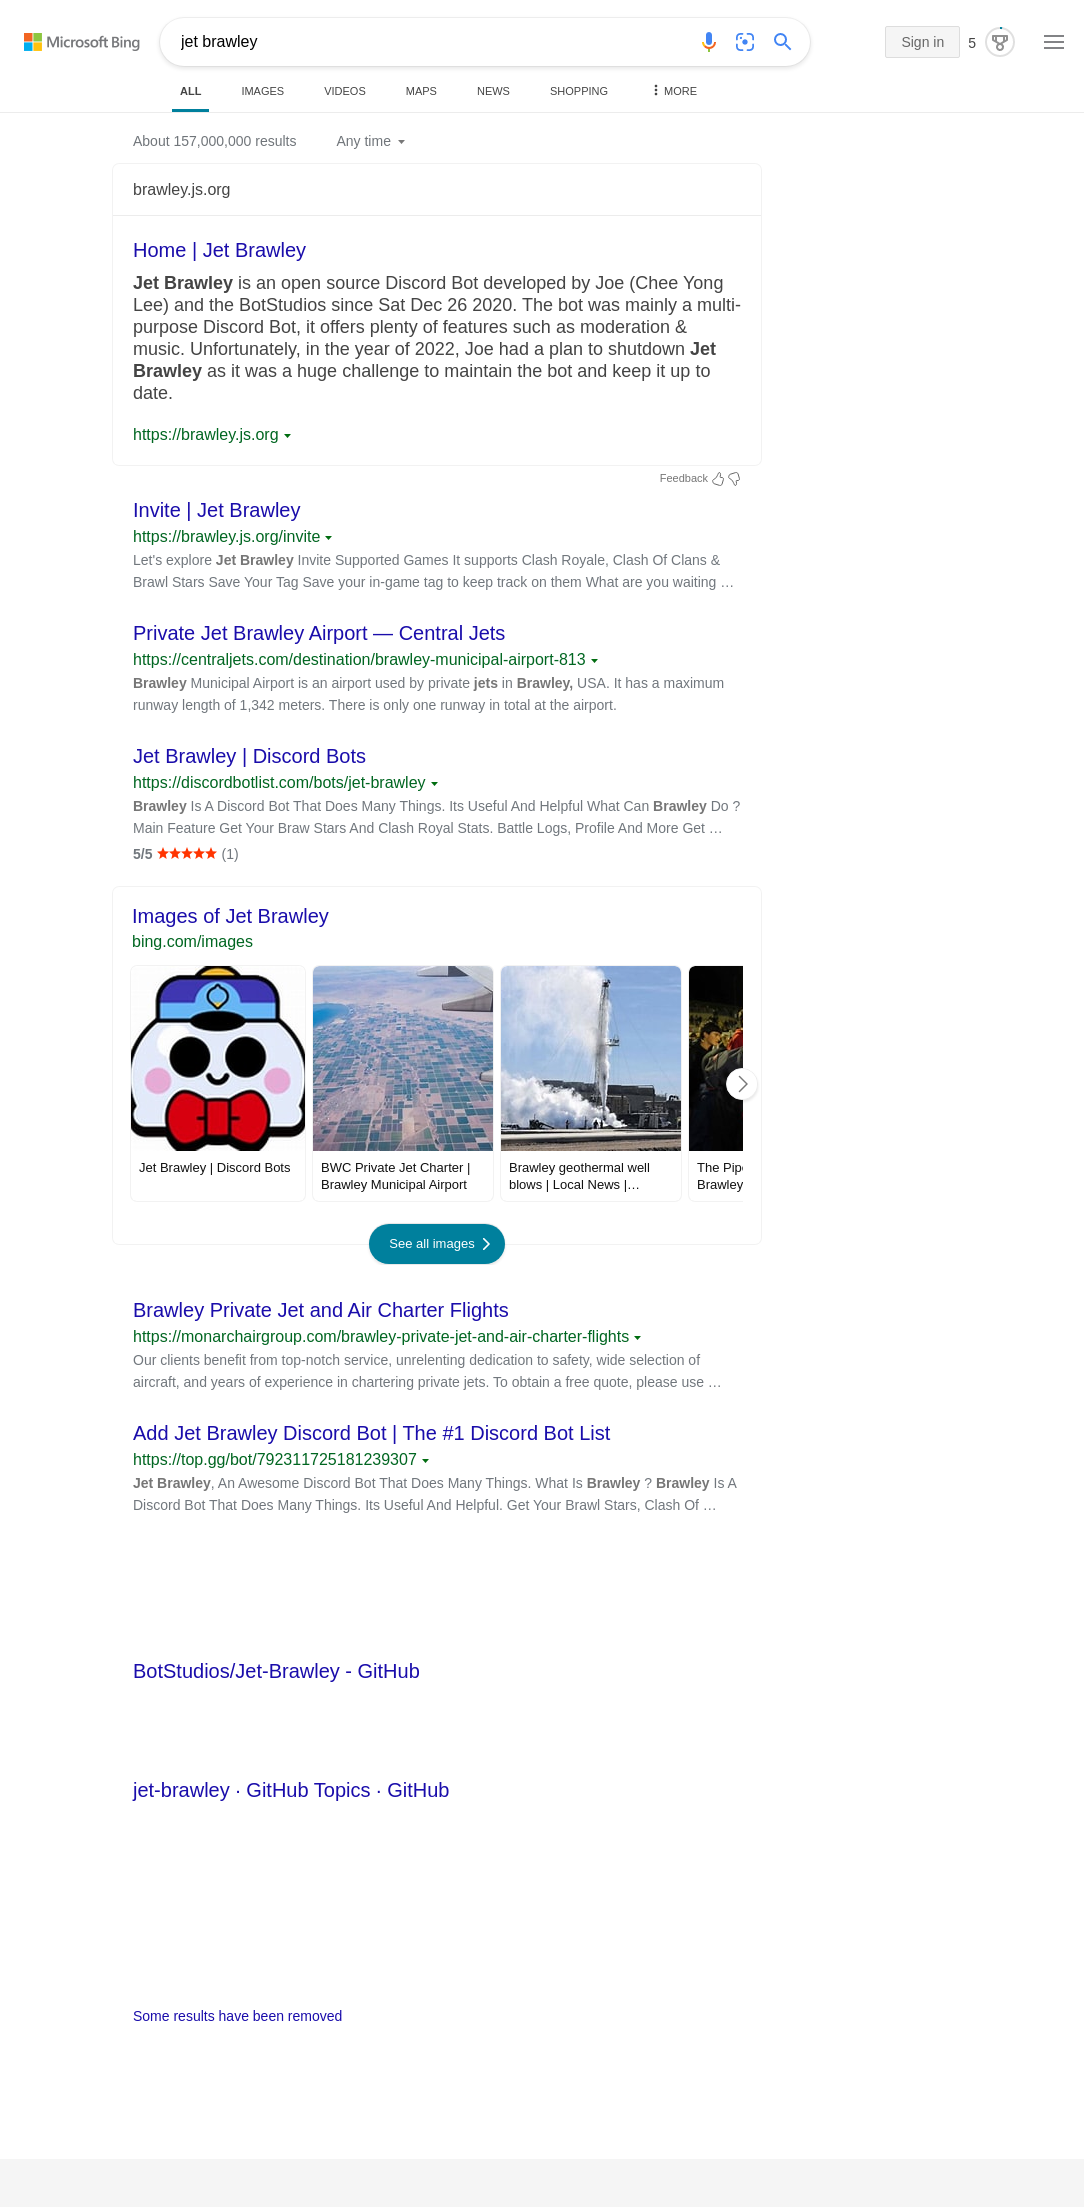 Microsoft Bing
jet brawley
Sign in
5
ALL
IMAGES
VIDEOS
MAPS
NEWS
SHOPPING
MORE
About 157,000,000 results
Any time
brawley.js.org
Home | Jet Brawley
Jet Brawley is an open source Discord Bot developed by Joe (Chee Yong
Lee) and the BotStudios since Sat Dec 26 2020. The bot was mainly a multi-
purpose Discord Bot, it offers plenty of features such as moderation &
music. Unfortunately, in the year of 2022, Joe had a plan to shutdown Jet
Brawley as it was a huge challenge to maintain the bot and keep it up to
date.
https://brawley.js.org
Feedback
Invite | Jet Brawley
https://brawley.js.org/invite
Let's explore Jet Brawley Invite Supported Games It supports Clash Royale, Clash Of Clans &
Brawl Stars Save Your Tag Save your in-game tag to keep track on them What are you waiting …
Private Jet Brawley Airport — Central Jets
https://centraljets.com/destination/brawley-municipal-airport-813
Brawley Municipal Airport is an airport used by private jets in Brawley, USA. It has a maximum
runway length of 1,342 meters. There is only one runway in total at the airport.
Jet Brawley | Discord Bots
https://discordbotlist.com/bots/jet-brawley
Brawley Is A Discord Bot That Does Many Things. Its Useful And Helpful What Can Brawley Do ?
Main Feature Get Your Braw Stars And Clash Royal Stats. Battle Logs, Profile And More Get …
5/5 (1)
Images of Jet Brawley
bing.com/images
Jet Brawley | Discord Bots
BWC Private Jet Charter |
Brawley Municipal Airport
Brawley geothermal well
blows | Local News |…
The Pipe
Brawley
See all images
Brawley Private Jet and Air Charter Flights
https://monarchairgroup.com/brawley-private-jet-and-air-charter-flights
Our clients benefit from top-notch service, unrelenting dedication to safety, wide selection of
aircraft, and years of experience in chartering private jets. To obtain a free quote, please use …
Add Jet Brawley Discord Bot | The #1 Discord Bot List
https://top.gg/bot/792311725181239307
Jet Brawley, An Awesome Discord Bot That Does Many Things. What Is Brawley ? Brawley Is A
Discord Bot That Does Many Things. Its Useful And Helpful. Get Your Brawl Stars, Clash Of …
BotStudios/Jet-Brawley - GitHub
jet-brawley · GitHub Topics · GitHub
Some results have been removed